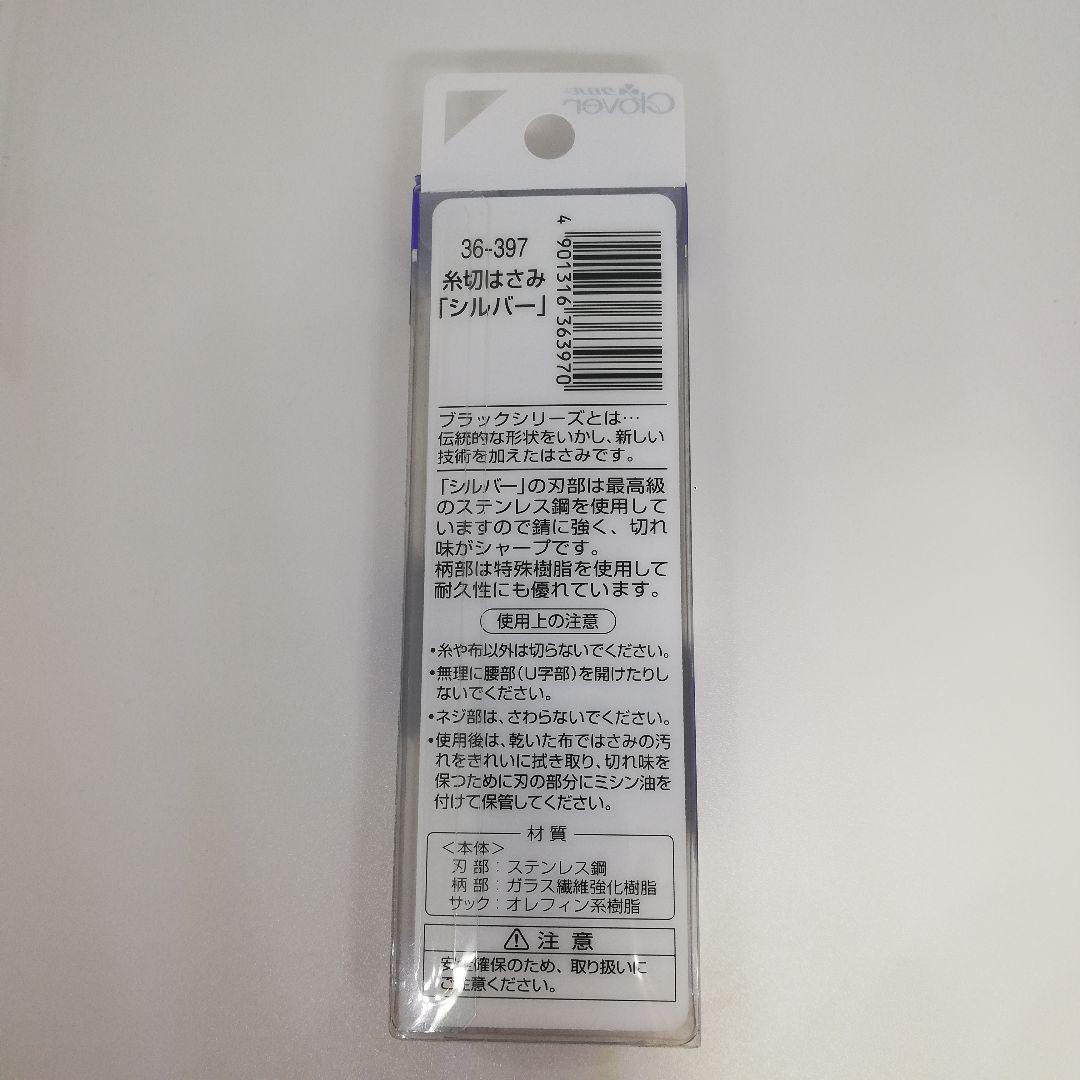 Clover クロバー
36-397
糸切はさみ
「シルバー」
4 901316 363970
ブラックシリーズとは…
伝統的な形状をいかし、新しい
技術を加えたはさみです。
「シルバー」の刃部は最高級
のステンレス鋼を使用して
いますので錆に強く、切れ
味がシャープです。
柄部は特殊樹脂を使用して
耐久性にも優れています。
使用上の注意
・糸や布以外は切らないでください。
・無理に腰部(U字部)を開けたりし
ないでください。
・ネジ部は、さわらないでください。
・使用後は、乾いた布ではさみの汚
れをきれいに拭き取り、切れ味を
保つために刃の部分にミシン油を
付けて保管してください。
材質
＜本体＞
刃部：ステンレス鋼
柄部：ガラス繊維強化樹脂
サック：オレフィン系樹脂
⚠注意
安全確保のため、取り扱いに
ご注意ください。